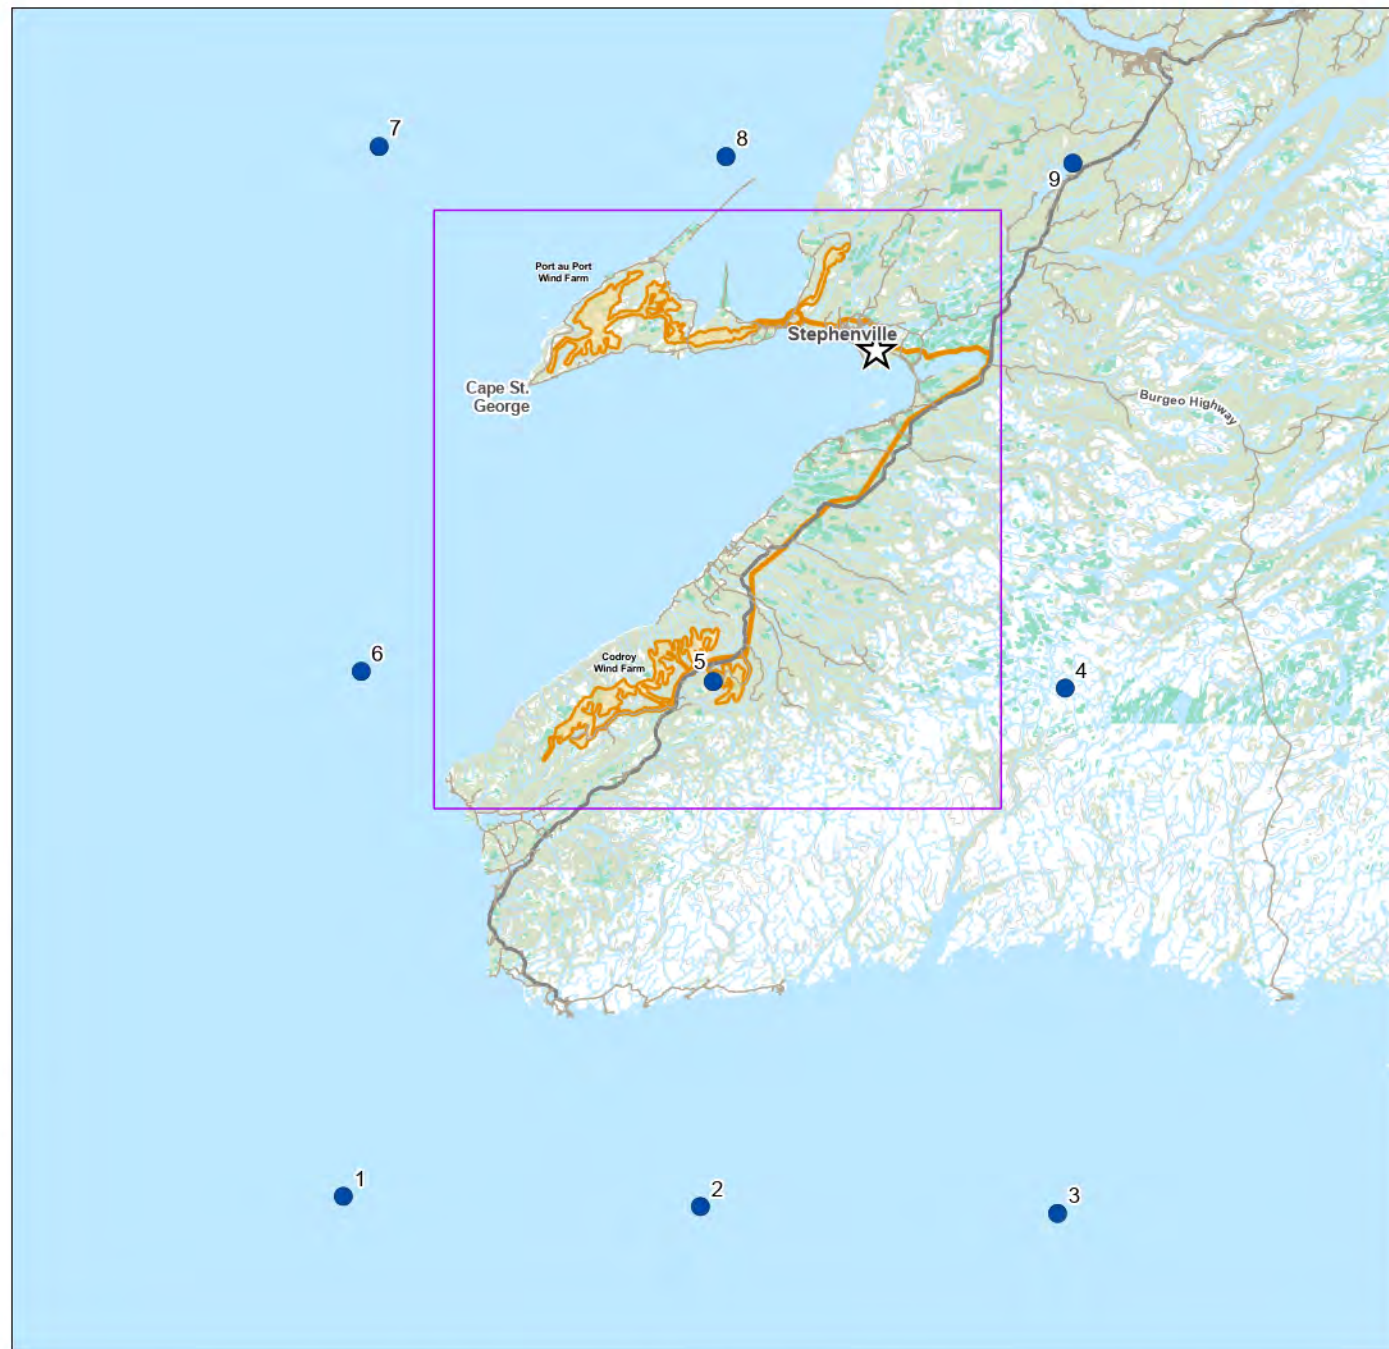 7
8
9
Port au Port
Wind Farm
Stephenville
Cape St.
George
Burgeo Highway
Codroy
Wind Farm
6
5
4
1
2
3